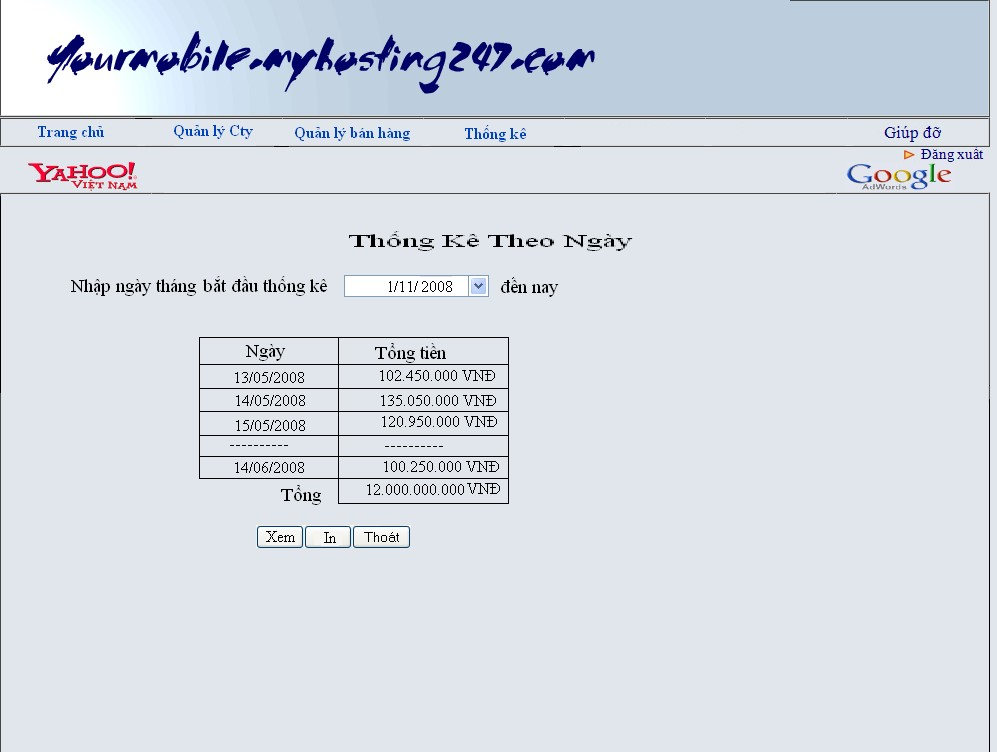 Yourmobile.myhosting247.com
Trang chủ Quản lý Cty Quản lý bán hàng Thống kê Giúp đỡ
Đăng xuất
YAHOO!
VIỆT NAM
Google
AdWords
Thống Kê Theo Ngày
Nhập ngày tháng bắt đầu thống kê 1/11/2008 đến nay
Ngày Tổng tiền
13/05/2008 102.450.000 VNĐ
14/05/2008 135.050.000 VNĐ
15/05/2008 120.950.000 VNĐ
---------- ----------
14/06/2008 100.250.000 VNĐ
Tổng 12.000.000.000 VNĐ
Xem In Thoát